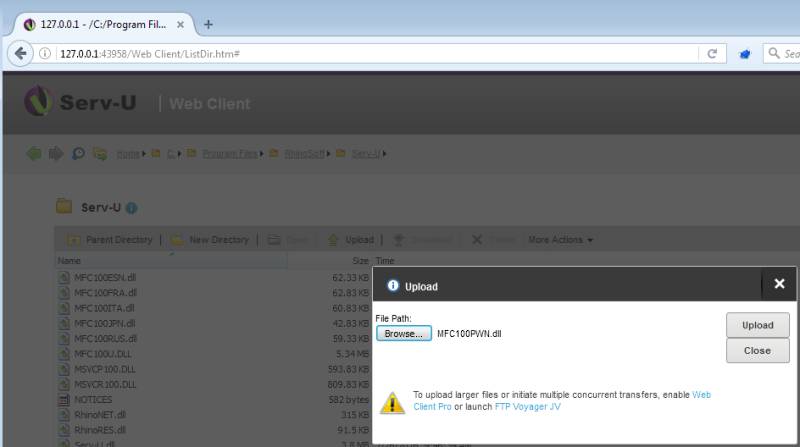 127.0.0.1 - /C:/Program Fil... × +
127.0.0.1:43958/Web Client/ListDir.htm#
Sea
Serv-U | Web Client
Home C: Program Files RhinoSoft Serv-U
Serv-U
Parent Directory | New Directory | Open | Upload | Download | Delete More Actions
Name Size Time
MFC100ESN.dll 62.33 KB
MFC100FRA.dll 62.83 KB
MFC100ITA.dll 60.83 KB
MFC100JPN.dll 42.83 KB
MFC100RUS.dll 59.33 KB
MFC100U.DLL 5.34 MB
MSVCP100.DLL 593.83 KB
MSVCR100.DLL 809.83 KB
NOTICES 582 bytes
RhinoNET.dll 315 KB
RhinoRES.dll 91.5 KB
Serv-U.dll 3.8 MB
Upload
File Path:
Browse... MFC100PWN.dll
Upload
Close
To upload larger files or initiate multiple concurrent transfers, enable Web
Client Pro or launch FTP Voyager JV